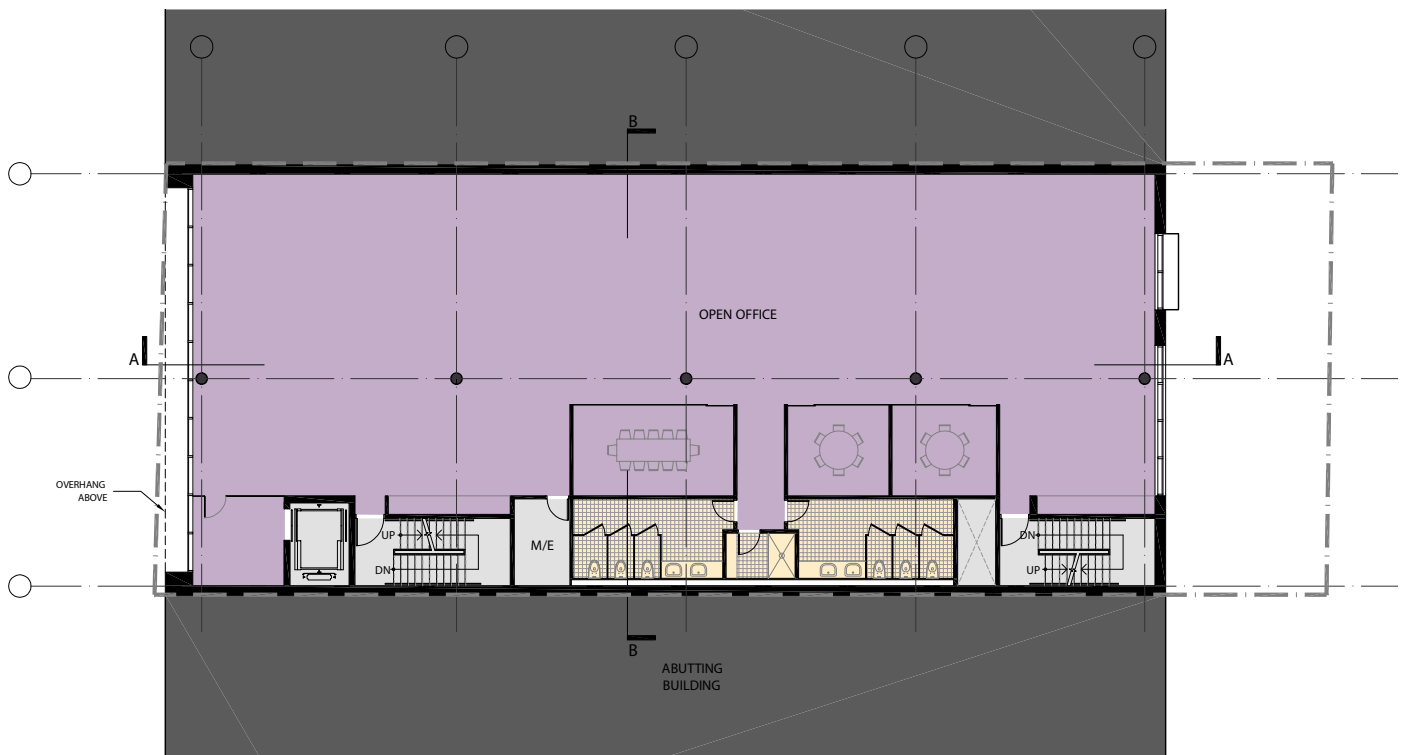 B
OPEN OFFICE
A
A
OVERHANG
ABOVE
UP
DN
M/E
DN
UP
B
ABUTTING
BUILDING